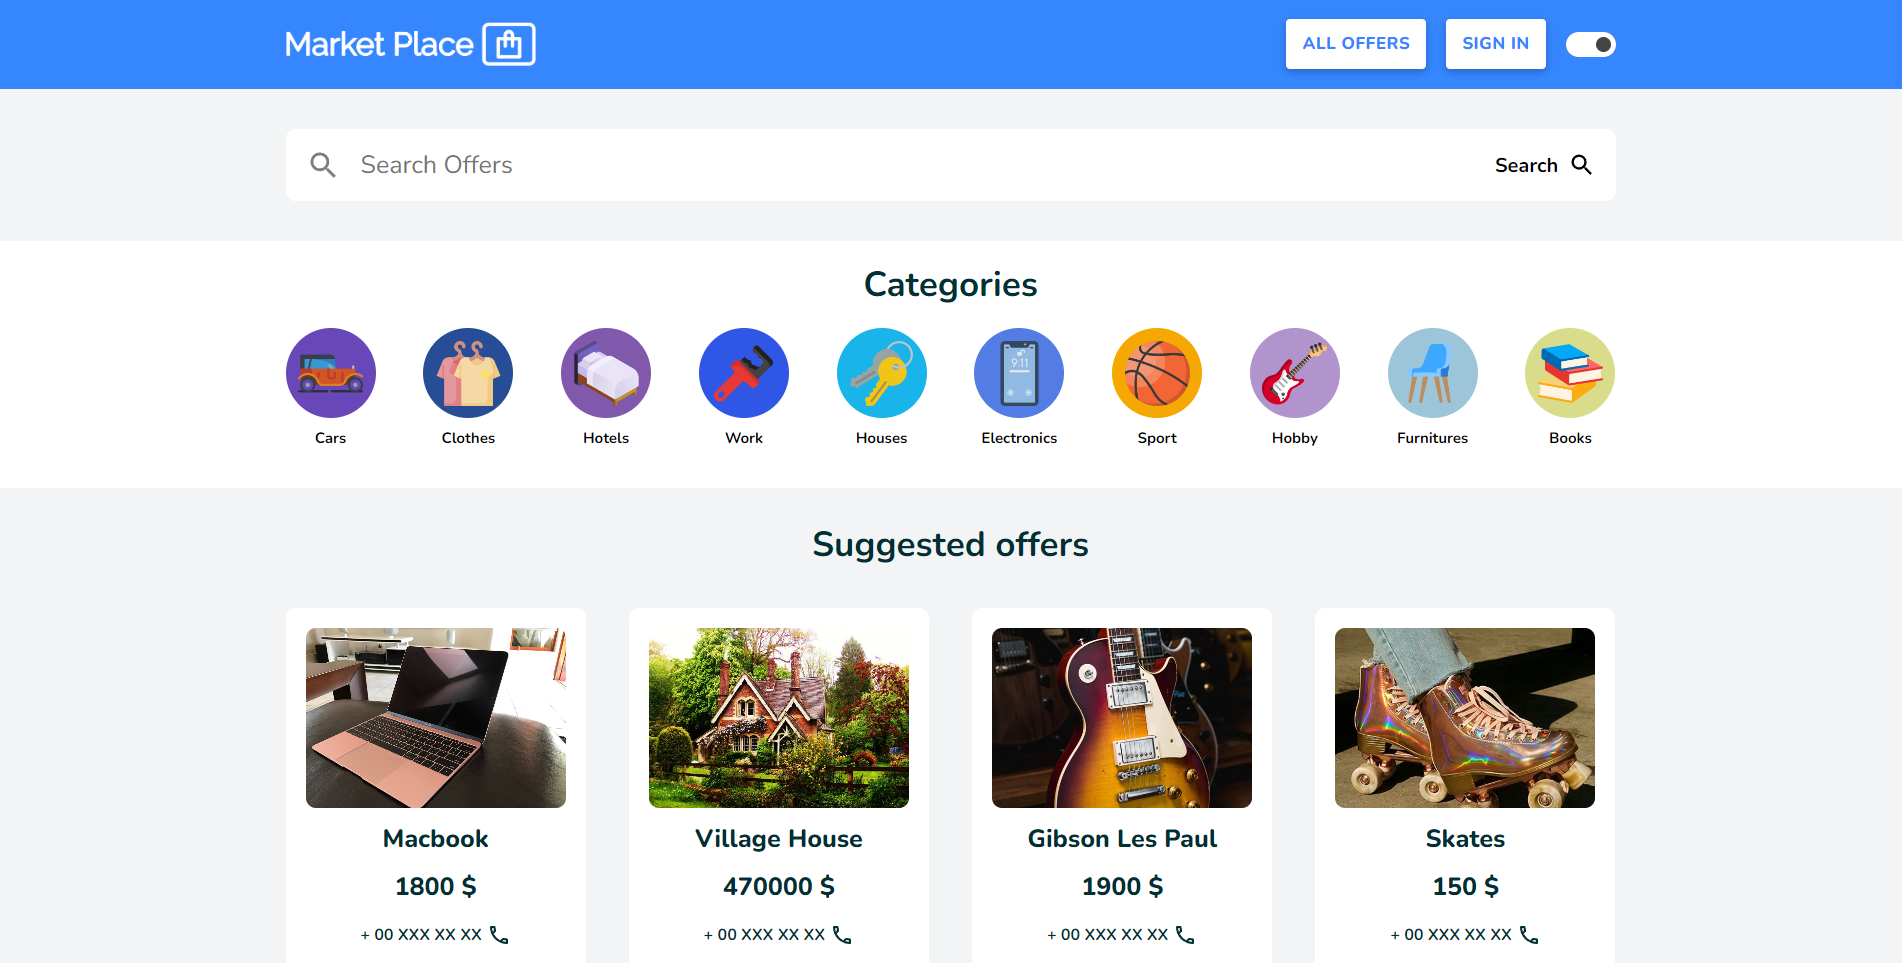 Market Place
ALL OFFERS
SIGN IN
Search Offers
Search
Categories
9:11
Cars
Clothes
Hotels
Work
Houses
Electronics
Sport
Hobby
Furnitures
Books
Suggested offers
Macbook
1800 $
+ 00 XXX XX XX
Village House
470000 $
+ 00 XXX XX XX
Gibson Les Paul
1900 $
+ 00 XXX XX XX
Skates
150 $
+ 00 XXX XX XX